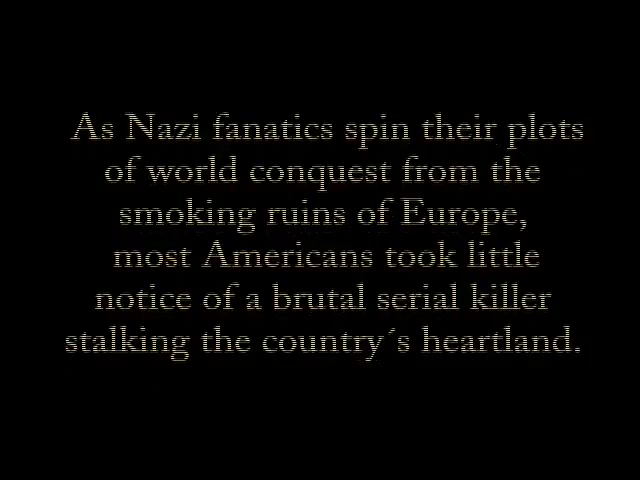 As Nazi fanatics spin their plots
of world conquest from the
smoking ruins of Europe,
most Americans took little
notice of a brutal serial killer
stalking the country´s heartland.